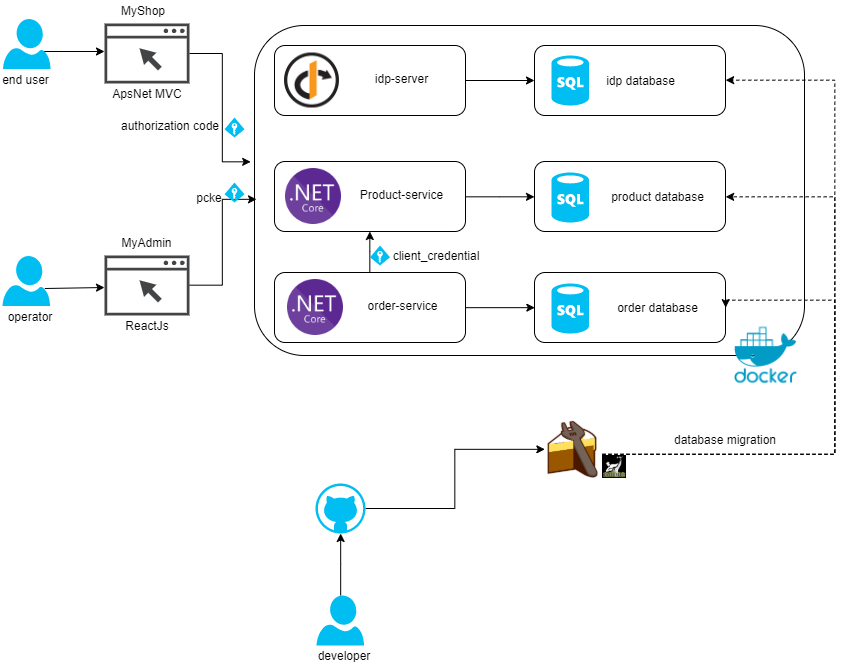 MyShop
end user
ApsNet MVC
authorization code
idp-server
SQL
idp database
pcke
.NET
Core
Product-service
SQL
product database
MyAdmin
client_credential
operator
ReactJs
.NET
Core
order-service
SQL
order database
docker
database migration
developer